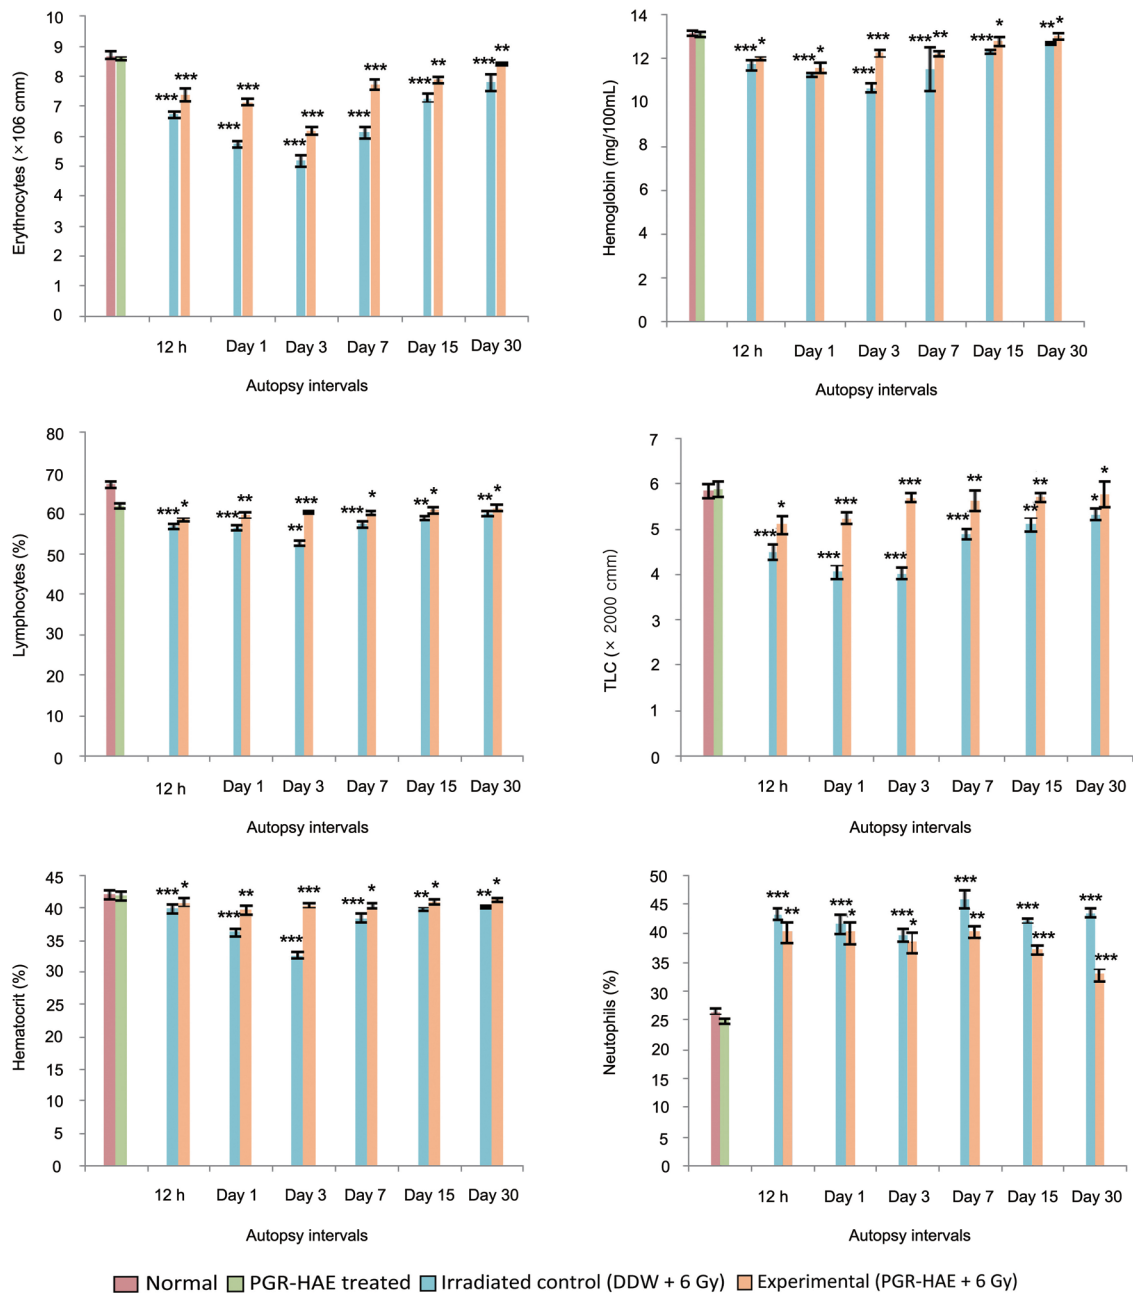 Erythrocytes (×106 cmm)
10
9
8
7
6
5
4
3
2
1
0
***
***
***
***
***
***
***
***
***
**
***
**
12 h
Day 1
Day 3
Day 7
Day 15
Day 30
Autopsy intervals
Hemoglobin (mg/100mL)
14
12
10
8
6
4
2
0
***
*
***
*
***
***
***
**
***
*
**
*
12 h
Day 1
Day 3
Day 7
Day 15
Day 30
Autopsy intervals
Lymphocytes (%)
80
70
60
50
40
30
20
10
0
***
*
***
**
**
***
***
*
**
*
**
*
12 h
Day 1
Day 3
Day 7
Day 15
Day 30
Autopsy intervals
TLC (× 2000 cmm)
7
6
5
4
3
2
1
0
***
*
***
***
***
***
***
**
**
**
*
*
12 h
Day 1
Day 3
Day 7
Day 15
Day 30
Autopsy intervals
Hematocrit (%)
45
40
35
30
25
20
15
10
5
0
***
*
***
**
***
***
***
*
**
*
**
*
12 h
Day 1
Day 3
Day 7
Day 15
Day 30
Autopsy intervals
Neutophils (%)
50
45
40
35
30
25
20
15
10
5
0
***
**
***
*
***
*
***
**
***
***
***
***
12 h
Day 1
Day 3
Day 7
Day 15
Day 30
Autopsy intervals
Normal PGR-HAE treated Irradiated control (DDW + 6 Gy) Experimental (PGR-HAE + 6 Gy)